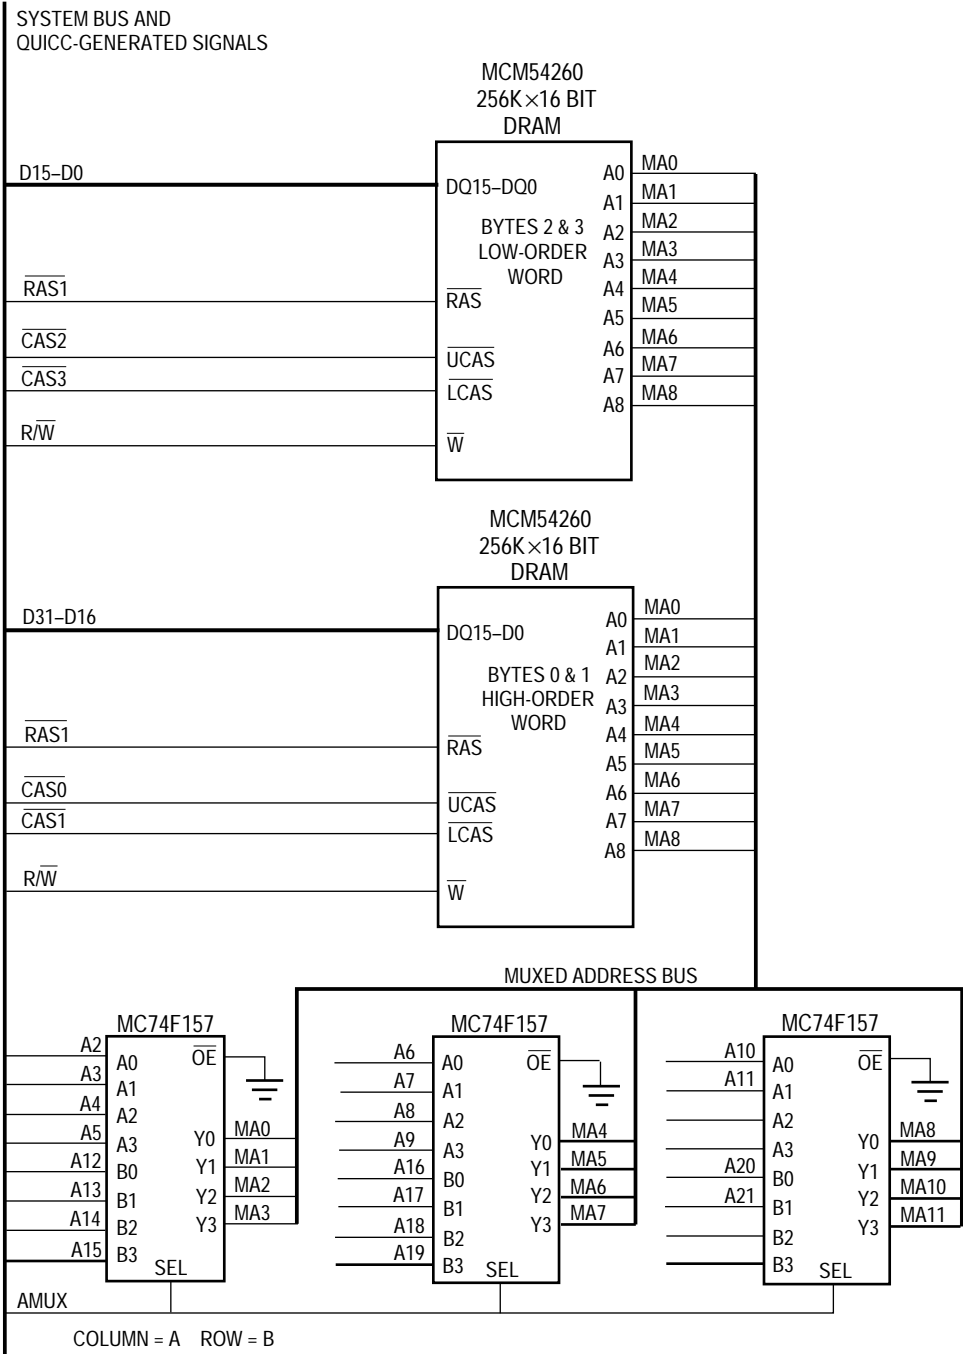 SYSTEM BUS AND
QUICC-GENERATED SIGNALS
MCM54260
256K×16 BIT
DRAM
D15–D0
DQ15–DQ0
BYTES 2 & 3
LOW-ORDER
WORD
RAS1
RAS
CAS2
UCAS
CAS3
LCAS
R/W
W
A0 MA0
A1 MA1
A2 MA2
A3 MA3
A4 MA4
A5 MA5
A6 MA6
A7 MA7
A8 MA8
MCM54260
256K×16 BIT
DRAM
D31–D16
DQ15–D0
BYTES 0 & 1
HIGH-ORDER
WORD
RAS1
RAS
CAS0
UCAS
CAS1
LCAS
R/W
W
A0 MA0
A1 MA1
A2 MA2
A3 MA3
A4 MA4
A5 MA5
A6 MA6
A7 MA7
A8 MA8
MUXED ADDRESS BUS
MC74F157
A2 A0
A3 A1
A4 A2
A5 A3
A12 B0
A13 B1
A14 B2
A15 B3
OE
Y0 MA0
Y1 MA1
Y2 MA2
Y3 MA3
SEL
MC74F157
A6 A0
A7 A1
A8 A2
A9 A3
A16 B0
A17 B1
A18 B2
A19 B3
OE
Y0 MA4
Y1 MA5
Y2 MA6
Y3 MA7
SEL
MC74F157
A10 A0
A11 A1
A2
A3
A20 B0
A21 B1
B2
B3
OE
Y0 MA8
Y1 MA9
Y2 MA10
Y3 MA11
SEL
AMUX
COLUMN = A ROW = B